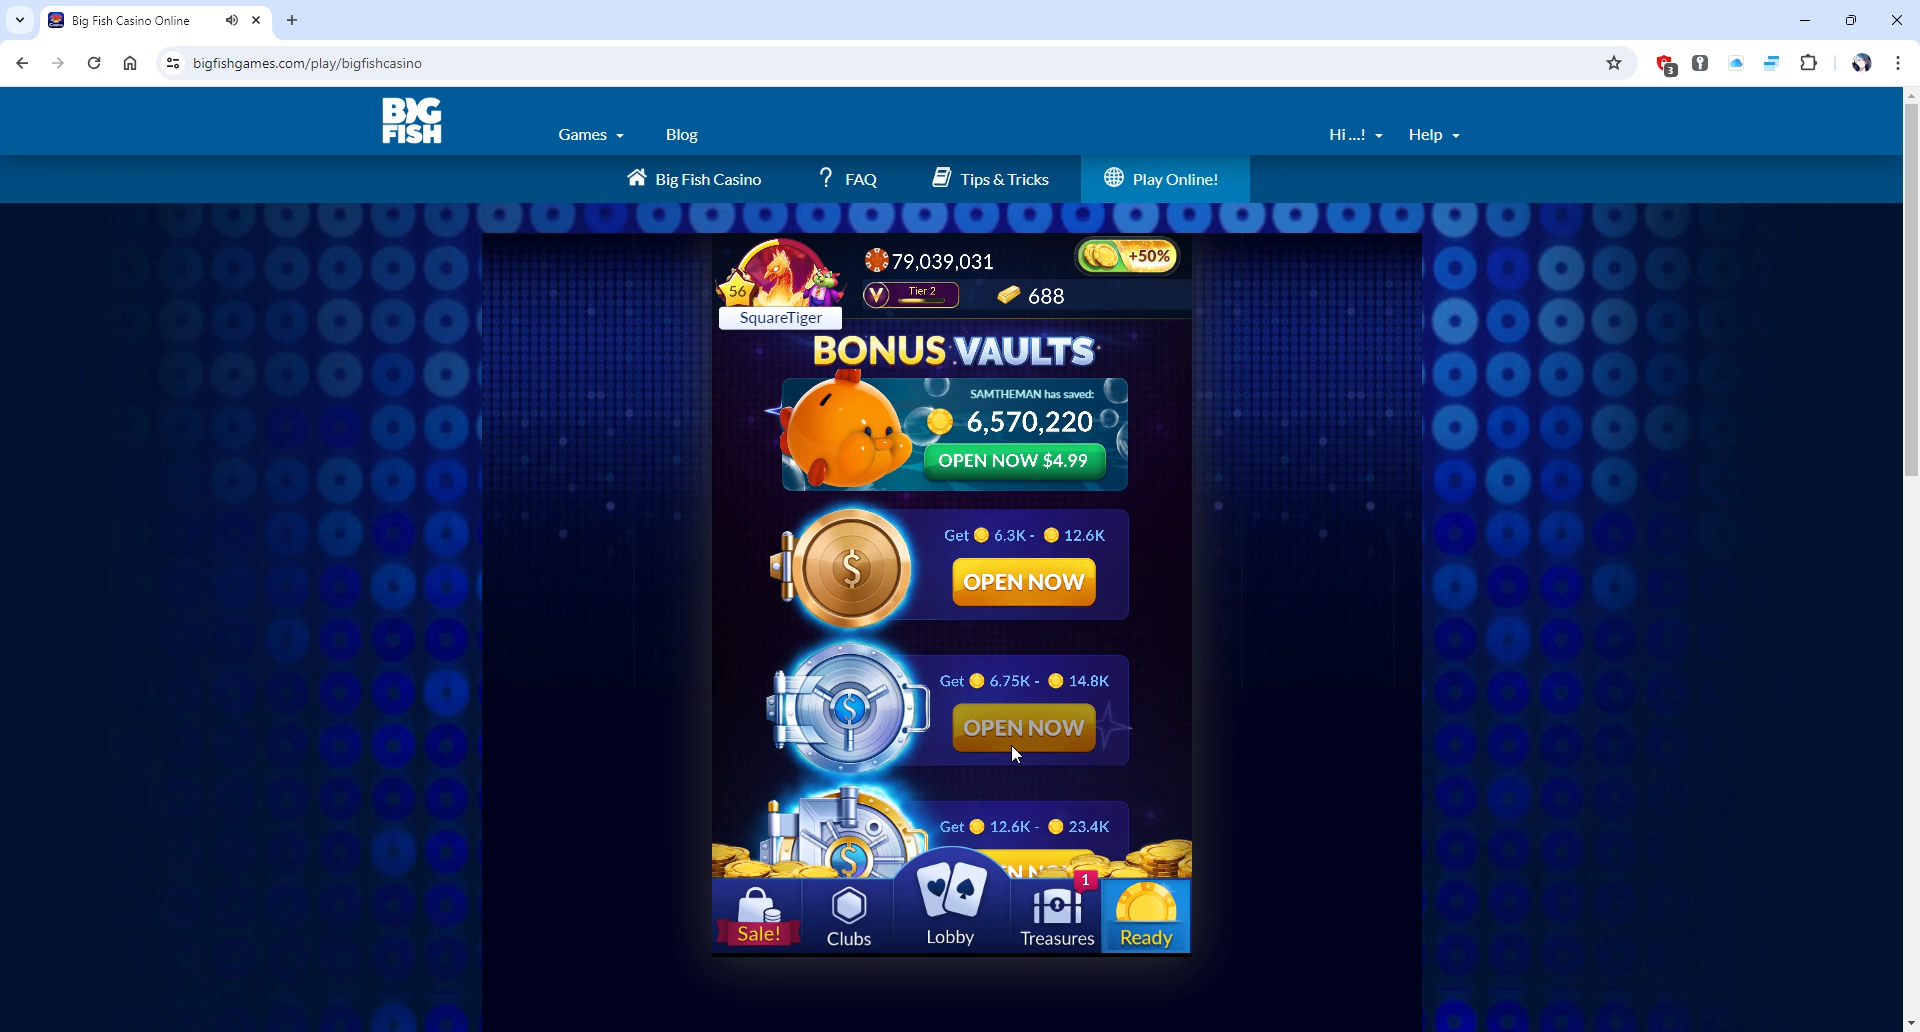 Big Fish Casino Online
bigfishgames.com/play/bigfishcasino
3
BIG
FISH
Games
Blog
Hi ...!
Help
Big Fish Casino
? FAQ
Tips & Tricks
Play Online!
79,039,031
+50%
56
V
Tier 2
688
SquareTiger
BONUS VAULTS
SAMTHEMAN has saved:
6,570,220
OPEN NOW $4.99
Get 6.3K - 12.6K
$
OPEN NOW
Get 6.75K - 14.8K
$
OPEN NOW
Get 12.6K - 23.4K
$
1
Sale!
Clubs
Lobby
Treasures
Ready